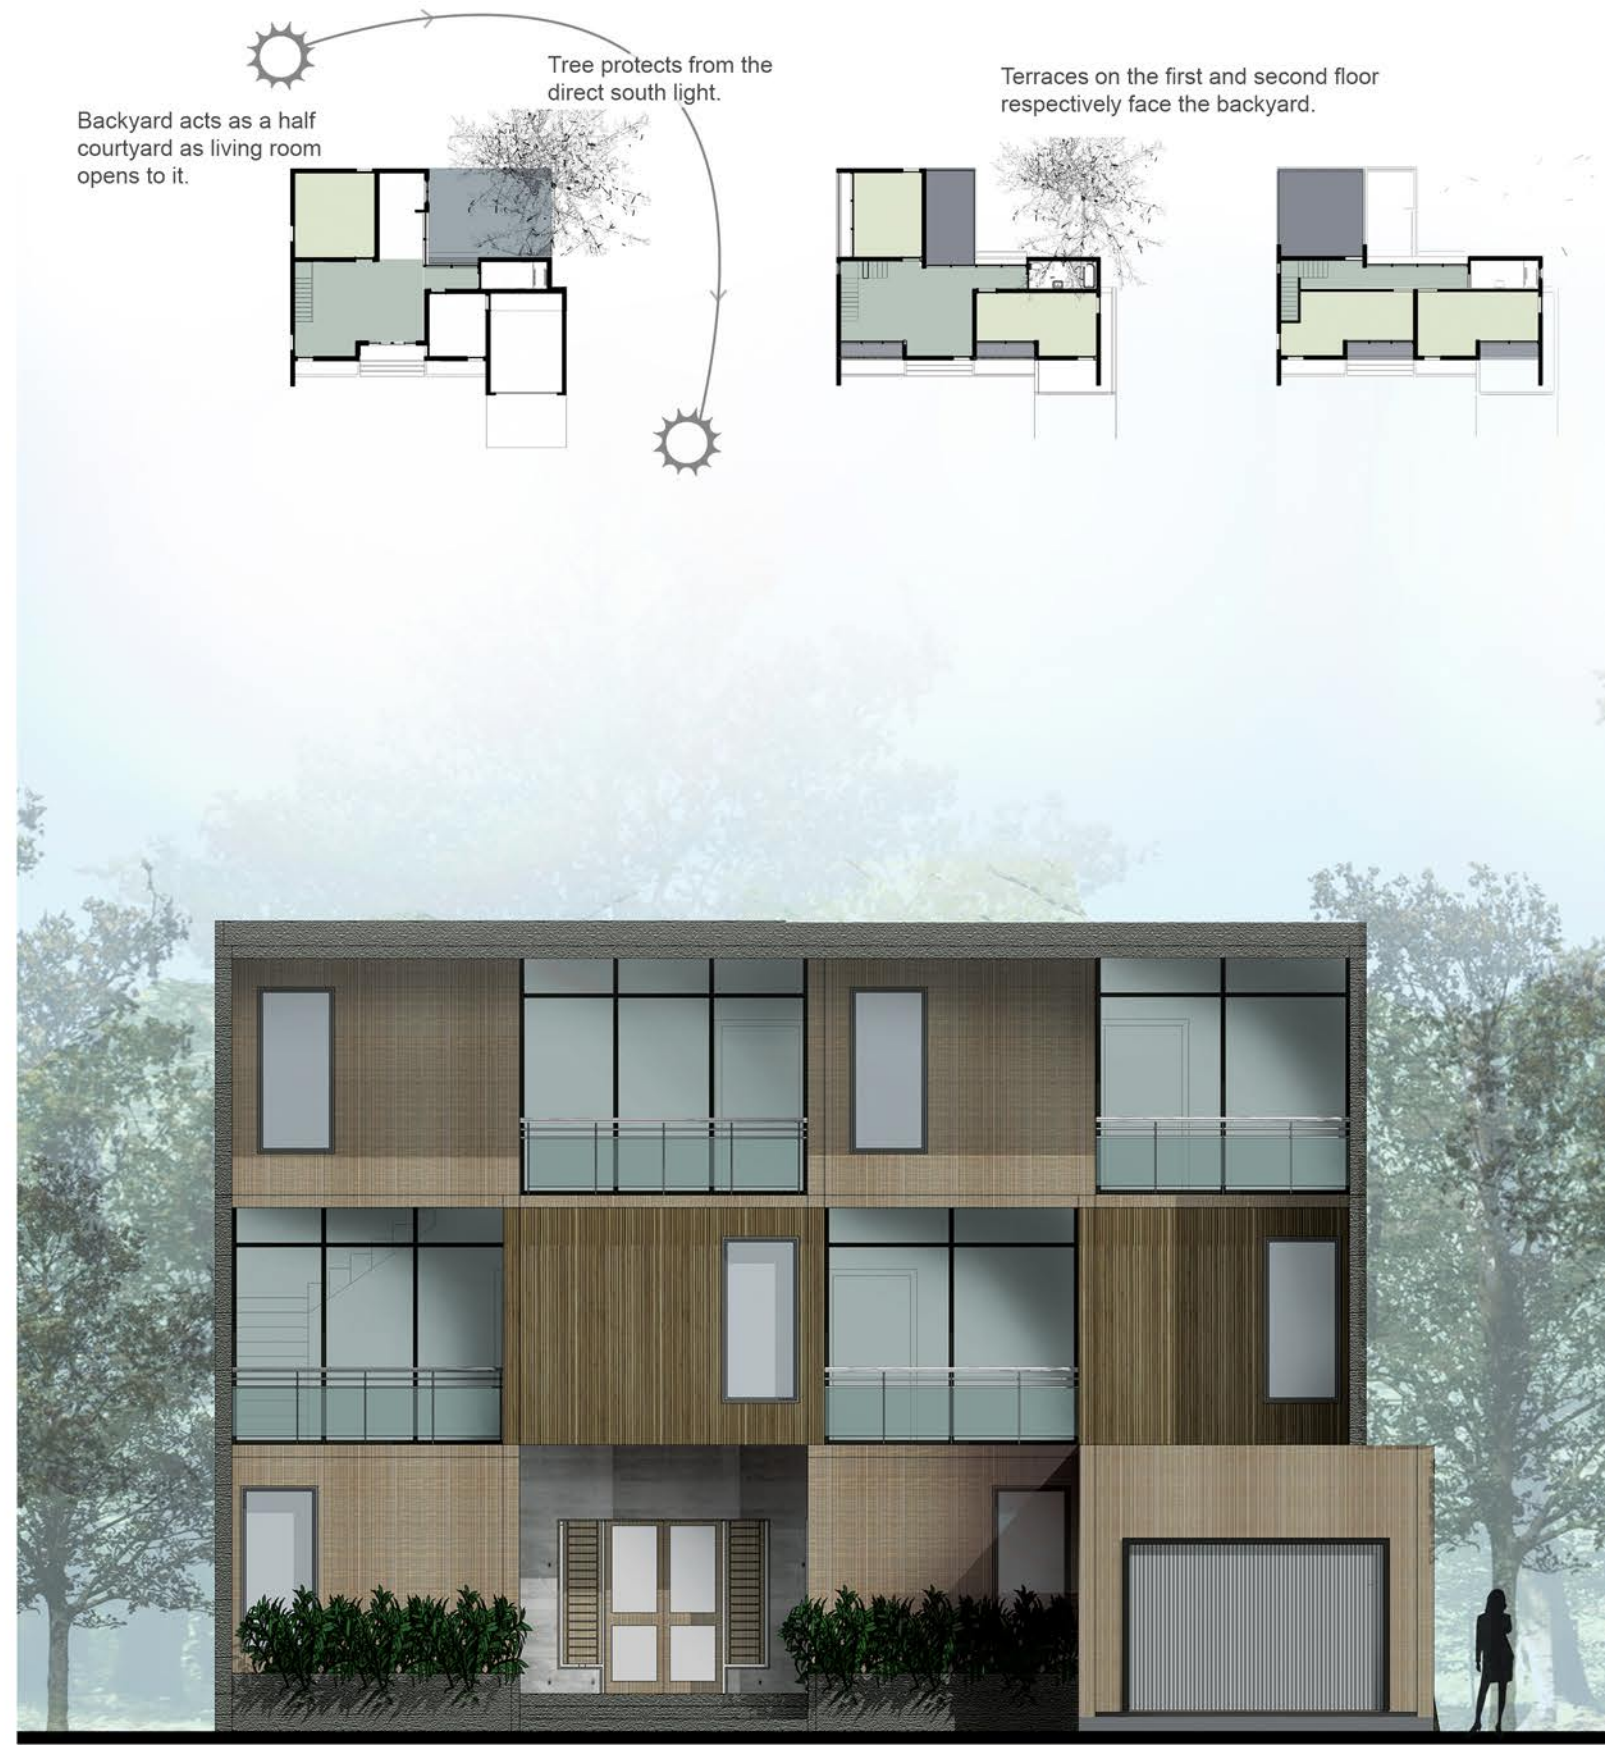 Tree protects from the
direct south light.
Backyard acts as a half
courtyard as living room
opens to it.
Terraces on the first and second floor
respectively face the backyard.